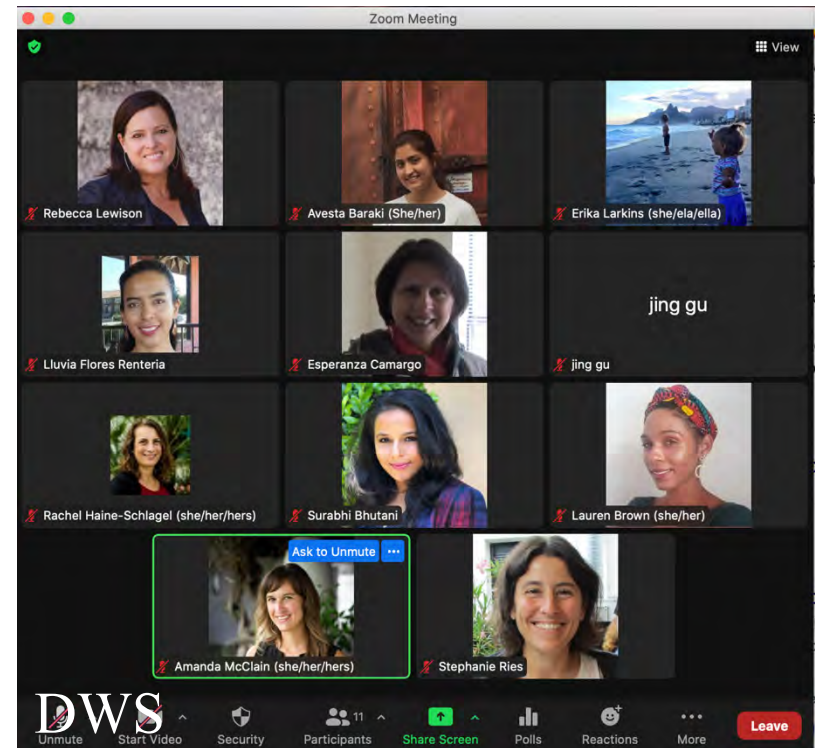 Zoom Meeting
View
Rebecca Lewison
Avesta Baraki (She/her)
Erika Larkins (she/ela/ella)
Lluvia Flores Renteria
Esperanza Camargo
jing gu
jing gu
Rachel Haine-Schlagel (she/her/hers)
Surabhi Bhutani
Lauren Brown (she/her)
Ask to Unmute
Amanda McClain (she/her/hers)
Stephanie Ries
DWS
11
Unmute
Start Video
Security
Participants
Share Screen
Polls
Reactions
More
Leave